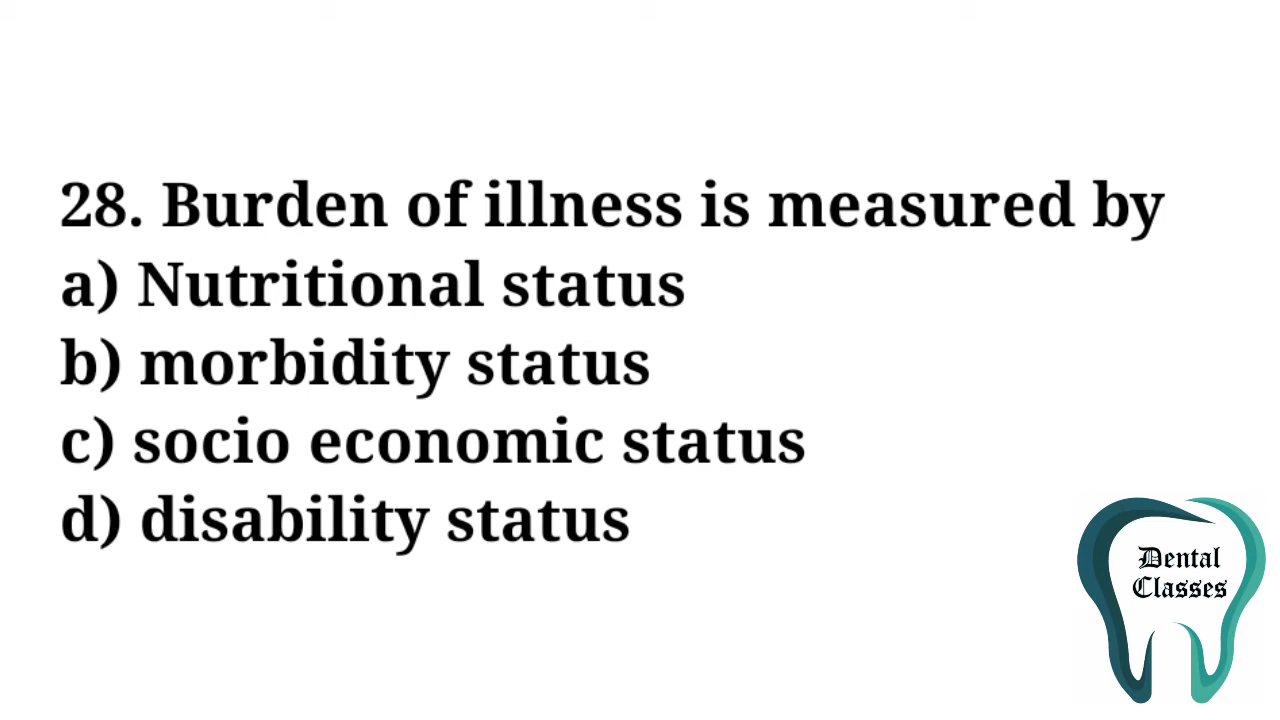 28. Burden of illness is measured by
a) Nutritional status
b) morbidity status
c) socio economic status
d) disability status
Dental
Classes